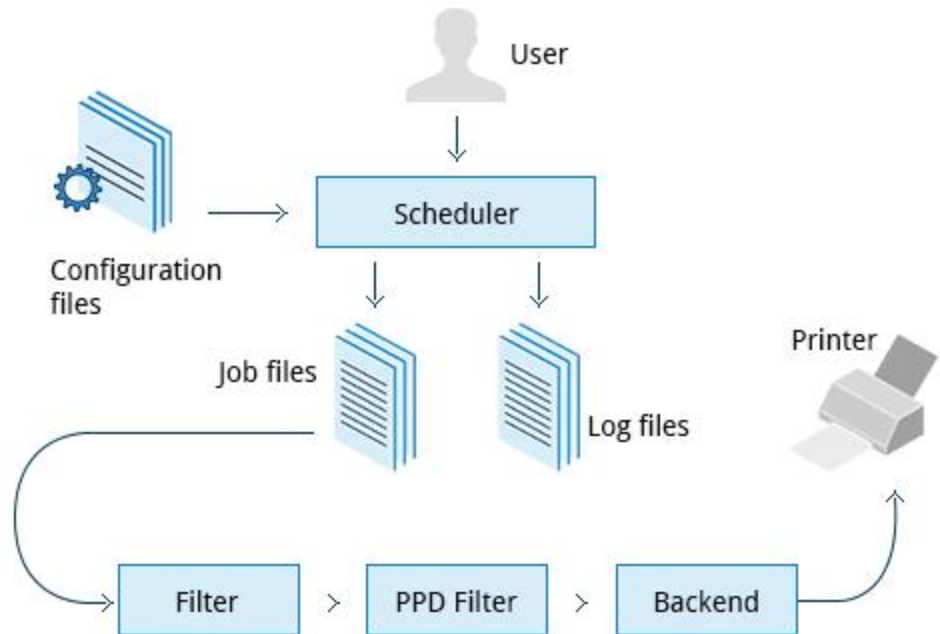 User
Scheduler
Configuration
files
Job files
Log files
Printer
Filter
PPD Filter
Backend